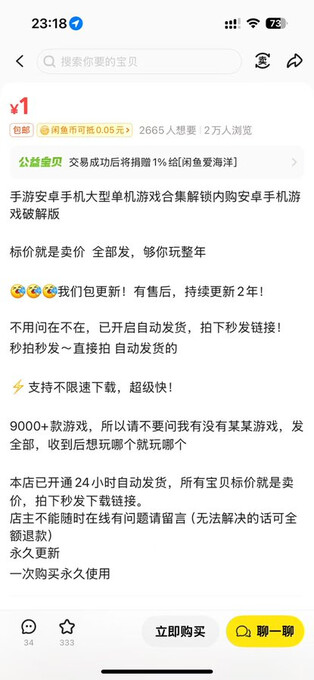 23:18
73
搜索你要的宝贝
卖
¥1
包邮 闲鱼币可抵0.05元 2665人想要 | 2万人浏览
公益宝贝 交易成功后将捐赠1%给[闲鱼爱海洋]
手游安卓手机大型单机游戏合集解锁内购安卓手机游
戏破解版
标价就是卖价 全部发，够你玩整年
😪😪😪我们包更新！有售后，持续更新2年！
不用问在不在，已开启自动发货，拍下秒发链接！
秒拍秒发～直接拍 自动发货的
⚡支持不限速下载，超级快！
9000+款游戏，所以请不要问我有没有某某游戏，发
全部，收到后想玩哪个就玩哪个
本店已开通24小时自动发货，所有宝贝标价就是卖
价，拍下秒发下载链接。
店主不能随时在线有问题请留言（无法解决的话可全
额退款）
永久更新
一次购买永久使用
34
333
立即购买
聊一聊